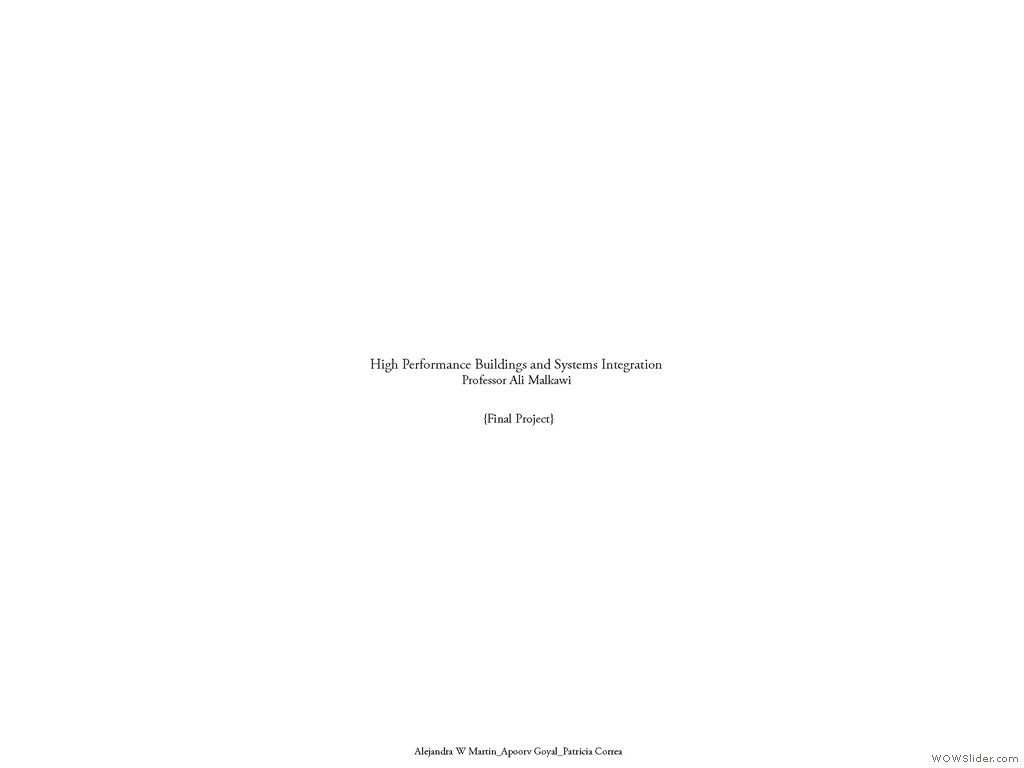 High Performance Buildings and Systems Integration
Professor Ali Malkawi
{Final Project}
Alejandra W Martin_Apoorv Goyal_Patricia Correa
WOWSlider.com